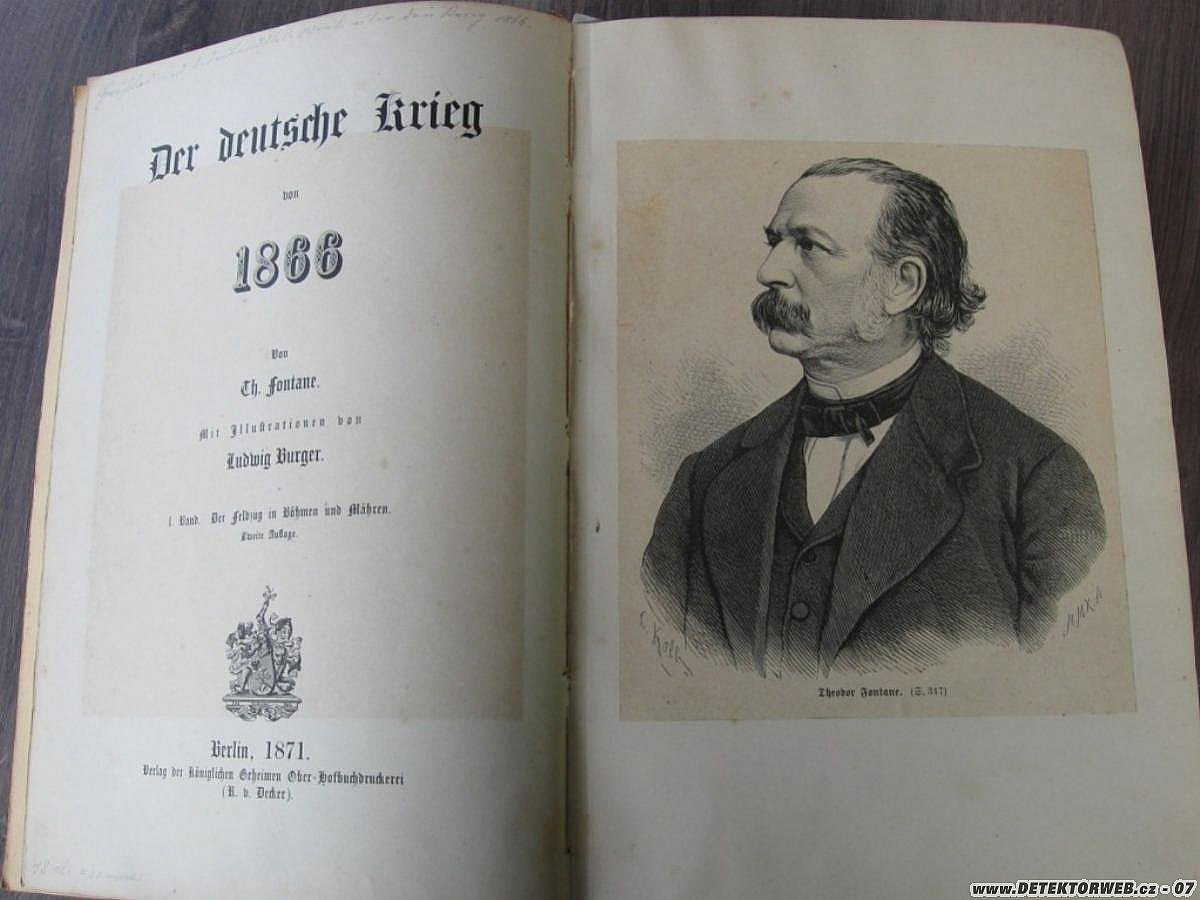 Der deutsche Krieg
von
1866
Von
Th. Fontane.
Mit Illustrationen von
Ludwig Burger.
I. Band. Der Feldzug in Böhmen und Mähren.
Zweite Auflage.
Berlin, 1871.
Verlag der Königlichen Geheimen Ober-Hofbuchdruckerei
(R. v. Decker).
Theodor Fontane. (S. 347)
www.DETEKTORWEB.cz - 07